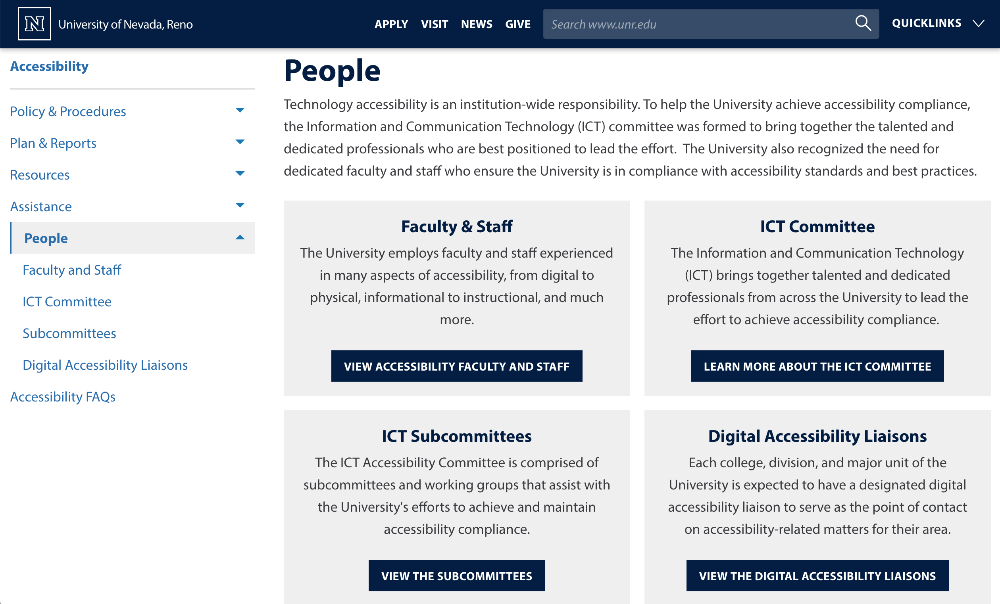 N University of Nevada, Reno
APPLY VISIT NEWS GIVE Search www.unr.edu QUICKLINKS
Accessibility
Policy & Procedures
Plan & Reports
Resources
Assistance
People
Faculty and Staff
ICT Committee
Subcommittees
Digital Accessibility Liaisons
Accessibility FAQs
People
Technology accessibility is an institution-wide responsibility. To help the University achieve accessibility compliance,
the Information and Communication Technology (ICT) committee was formed to bring together the talented and
dedicated professionals who are best positioned to lead the effort.  The University also recognized the need for
dedicated faculty and staff who ensure the University is in compliance with accessibility standards and best practices.
Faculty & Staff
The University employs faculty and staff experienced
in many aspects of accessibility, from digital to
physical, informational to instructional, and much
more.
VIEW ACCESSIBILITY FACULTY AND STAFF
ICT Committee
The Information and Communication Technology
(ICT) brings together talented and dedicated
professionals from across the University to lead the
effort to achieve accessibility compliance.
LEARN MORE ABOUT THE ICT COMMITTEE
ICT Subcommittees
The ICT Accessibility Committee is comprised of
subcommittees and working groups that assist with
the University's efforts to achieve and maintain
accessibility compliance.
VIEW THE SUBCOMMITTEES
Digital Accessibility Liaisons
Each college, division, and major unit of the
University is expected to have a designated digital
accessibility liaison to serve as the point of contact
on accessibility-related matters for their area.
VIEW THE DIGITAL ACCESSIBILITY LIAISONS